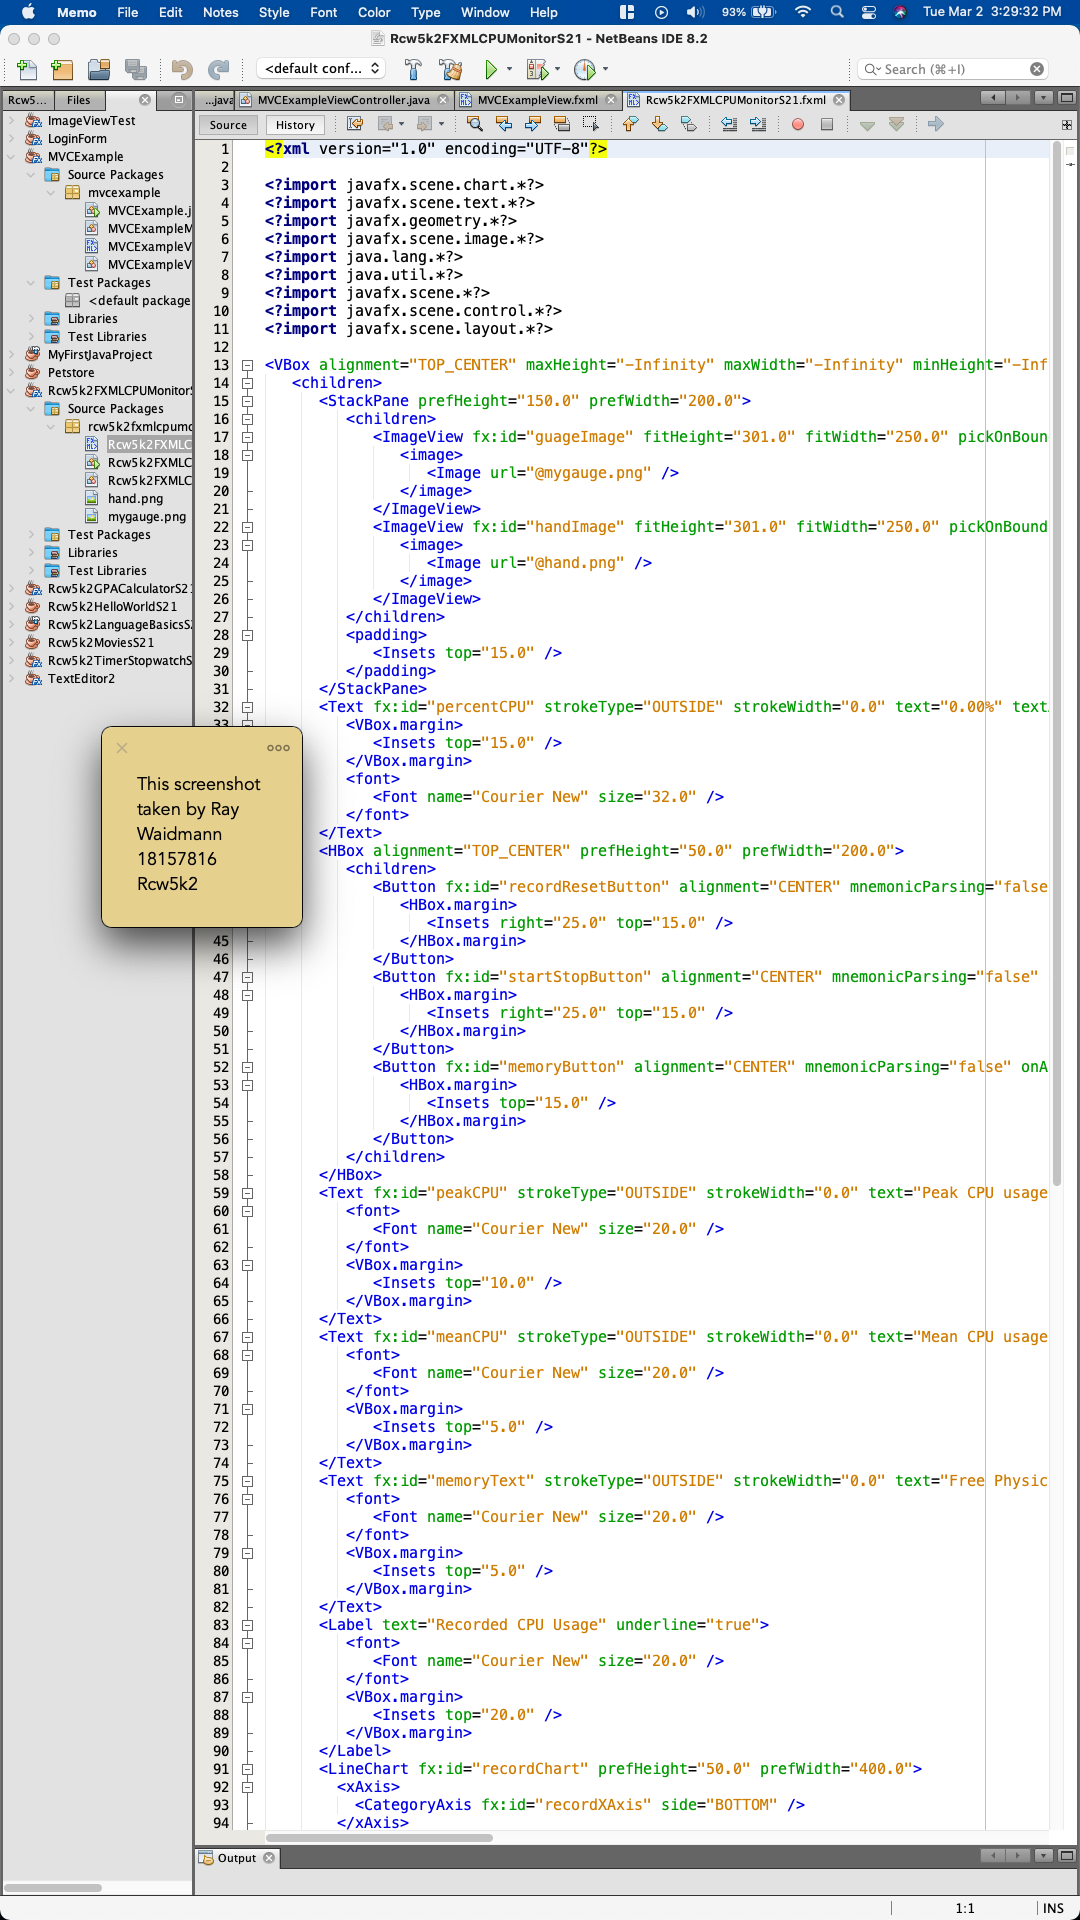 Memo File Edit Notes Style Font Color Type Window Help 93% Tue Mar 2 3:29:32 PM
Rcw5k2FXMLCPUMonitorS21 - NetBeans IDE 8.2
<default conf... Search (⌘+I)
Rcw5... Files ...java MVCExampleViewController.java MVCExampleView.fxml Rcw5k2FXMLCPUMonitorS21.fxml
Source History
ImageViewTest
LoginForm
MVCExample
Source Packages
mvcexample
MVCExample.j
MVCExampleM
MVCExampleV
MVCExampleV
Test Packages
<default package
Libraries
Test Libraries
MyFirstJavaProject
Petstore
Rcw5k2FXMLCPUMonitorS
Source Packages
rcw5k2fxmlcpumo
Rcw5k2FXMLC
Rcw5k2FXMLC
Rcw5k2FXMLC
hand.png
mygauge.png
Test Packages
Libraries
Test Libraries
Rcw5k2GPACalculatorS21
Rcw5k2HelloWorldS21
Rcw5k2LanguageBasicsS
Rcw5k2MoviesS21
Rcw5k2TimerStopwatchS
TextEditor2
This screenshot
taken by Ray
Waidmann
18157816
Rcw5k2
1 <?xml version="1.0" encoding="UTF-8"?>
2
3 <?import javafx.scene.chart.*?>
4 <?import javafx.scene.text.*?>
5 <?import javafx.geometry.*?>
6 <?import javafx.scene.image.*?>
7 <?import java.lang.*?>
8 <?import java.util.*?>
9 <?import javafx.scene.*?>
10 <?import javafx.scene.control.*?>
11 <?import javafx.scene.layout.*?>
12
13 <VBox alignment="TOP_CENTER" maxHeight="-Infinity" maxWidth="-Infinity" minHeight="-Inf
14 <children>
15 <StackPane prefHeight="150.0" prefWidth="200.0">
16 <children>
17 <ImageView fx:id="guageImage" fitHeight="301.0" fitWidth="250.0" pickOnBoun
18 <image>
19 <Image url="@mygauge.png" />
20 </image>
21 </ImageView>
22 <ImageView fx:id="handImage" fitHeight="301.0" fitWidth="250.0" pickOnBound
23 <image>
24 <Image url="@hand.png" />
25 </image>
26 </ImageView>
27 </children>
28 <padding>
29 <Insets top="15.0" />
30 </padding>
31 </StackPane>
32 <Text fx:id="percentCPU" strokeType="OUTSIDE" strokeWidth="0.0" text="0.00%" text
33 <VBox.margin>
<Insets top="15.0" />
</VBox.margin>
<font>
<Font name="Courier New" size="32.0" />
</font>
</Text>
<HBox alignment="TOP_CENTER" prefHeight="50.0" prefWidth="200.0">
<children>
<Button fx:id="recordResetButton" alignment="CENTER" mnemonicParsing="false
<HBox.margin>
<Insets right="25.0" top="15.0" />
45 </HBox.margin>
46 </Button>
47 <Button fx:id="startStopButton" alignment="CENTER" mnemonicParsing="false"
48 <HBox.margin>
49 <Insets right="25.0" top="15.0" />
50 </HBox.margin>
51 </Button>
52 <Button fx:id="memoryButton" alignment="CENTER" mnemonicParsing="false" onA
53 <HBox.margin>
54 <Insets top="15.0" />
55 </HBox.margin>
56 </Button>
57 </children>
58 </HBox>
59 <Text fx:id="peakCPU" strokeType="OUTSIDE" strokeWidth="0.0" text="Peak CPU usage
60 <font>
61 <Font name="Courier New" size="20.0" />
62 </font>
63 <VBox.margin>
64 <Insets top="10.0" />
65 </VBox.margin>
66 </Text>
67 <Text fx:id="meanCPU" strokeType="OUTSIDE" strokeWidth="0.0" text="Mean CPU usage
68 <font>
69 <Font name="Courier New" size="20.0" />
70 </font>
71 <VBox.margin>
72 <Insets top="5.0" />
73 </VBox.margin>
74 </Text>
75 <Text fx:id="memoryText" strokeType="OUTSIDE" strokeWidth="0.0" text="Free Physic
76 <font>
77 <Font name="Courier New" size="20.0" />
78 </font>
79 <VBox.margin>
80 <Insets top="5.0" />
81 </VBox.margin>
82 </Text>
83 <Label text="Recorded CPU Usage" underline="true">
84 <font>
85 <Font name="Courier New" size="20.0" />
86 </font>
87 <VBox.margin>
88 <Insets top="20.0" />
89 </VBox.margin>
90 </Label>
91 <LineChart fx:id="recordChart" prefHeight="50.0" prefWidth="400.0">
92 <xAxis>
93 <CategoryAxis fx:id="recordXAxis" side="BOTTOM" />
94 </xAxis>
Output
1:1 INS